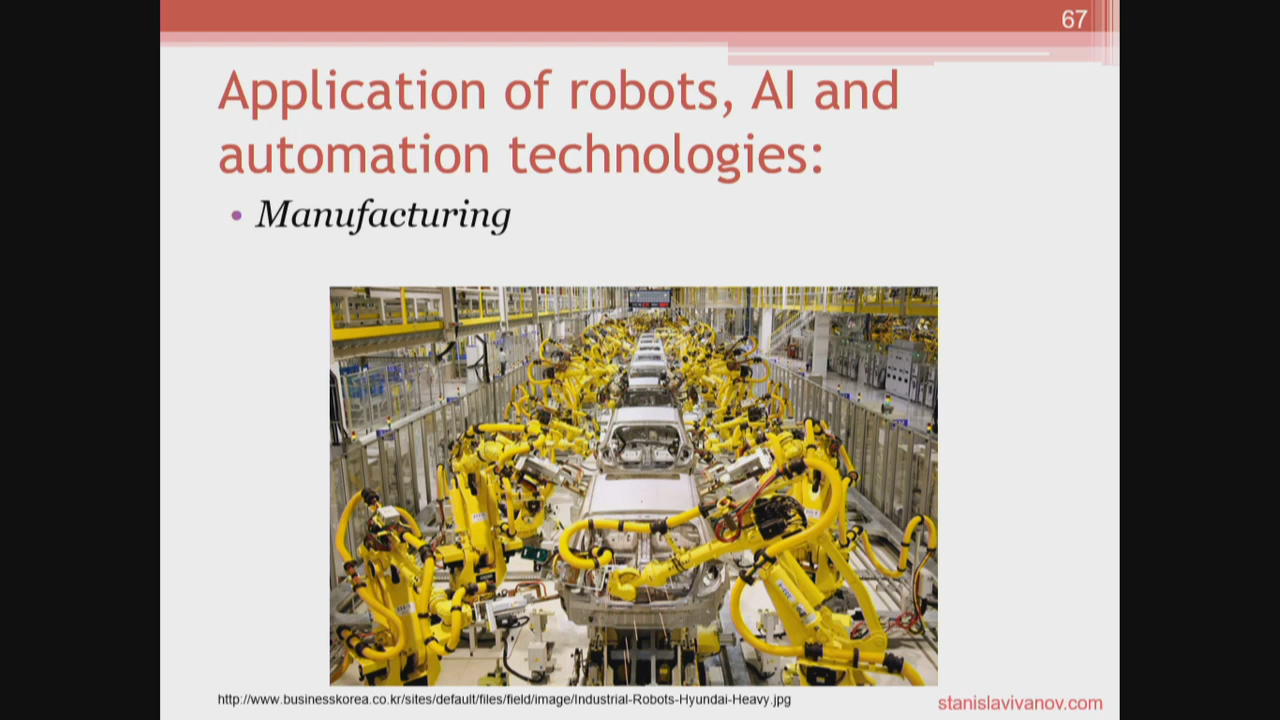 67
Application of robots, AI and
automation technologies:
• Manufacturing
http://www.businesskorea.co.kr/sites/default/files/field/image/Industrial-Robots-Hyundai-Heavy.jpg
stanislavivanov.com